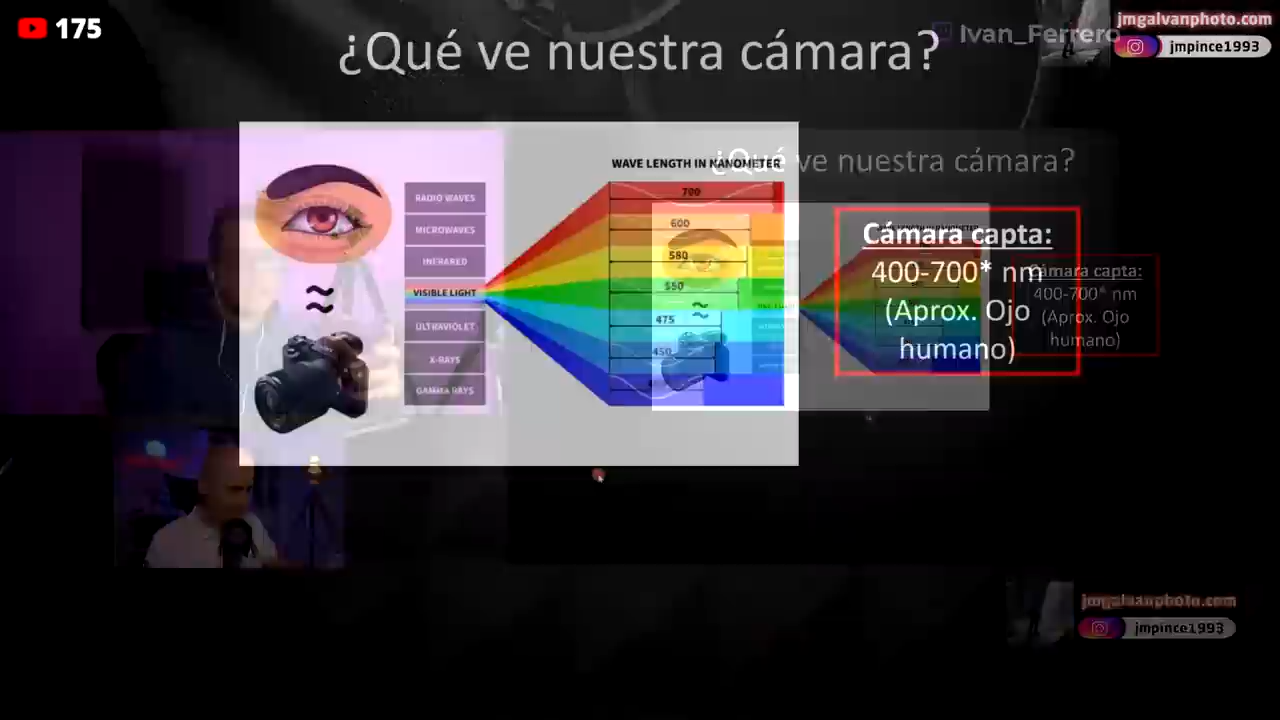 175
¿Qué ve nuestra cámara?
Ivan_Ferrero
jmgalvanphoto.com
jmpince1993
WAVE LENGTH IN NANOMETER
¿Qué ve nuestra cámara?
RADIO WAVES
MICROWAVES
INFRARED
VISIBLE LIGHT
ULTRAVIOLET
X-RAYS
GAMMA RAYS
≈
700
600
580
550
475
450
≈
Cámara capta:
400-700* nm
(Aprox. Ojo
humano)
Cámara capta:
400-700* nm
(Aprox. Ojo
humano)
jmgalvanphoto.com
jmpince1993